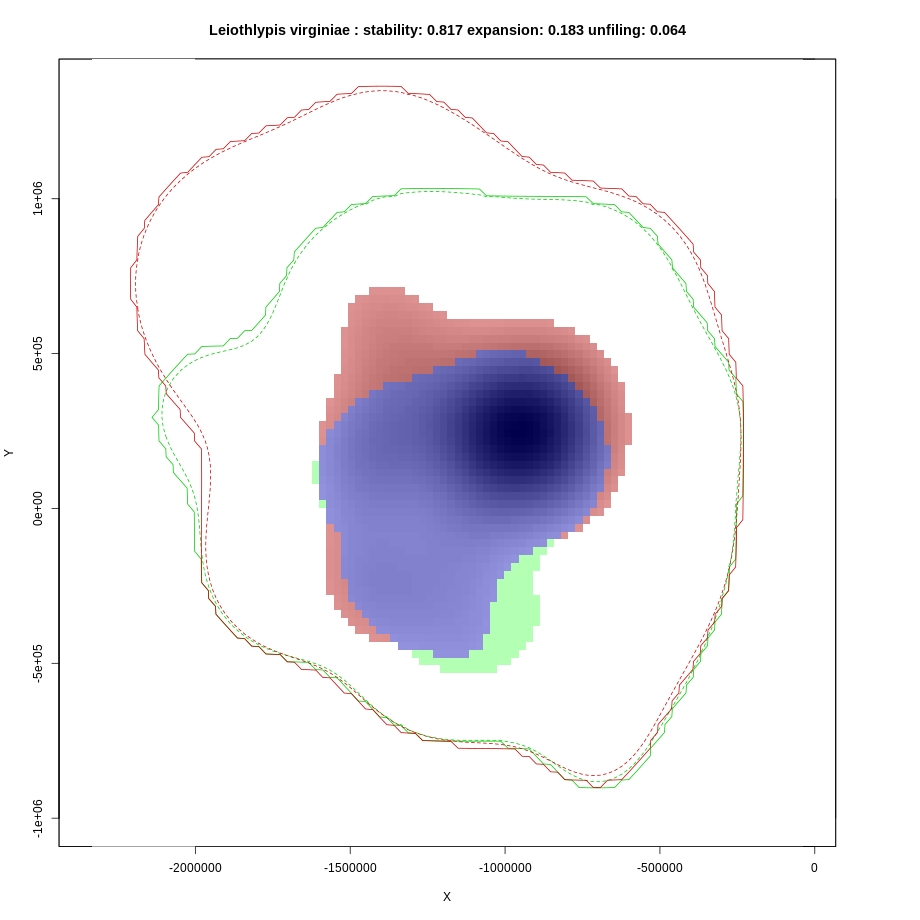 Leiothlypis virginiae : stability: 0.817 expansion: 0.183 unfiling: 0.064
1e+06
5e+05
0e+00
-5e+05
-1e+06
Y
-2000000 -1500000 -1000000 -500000 0
X